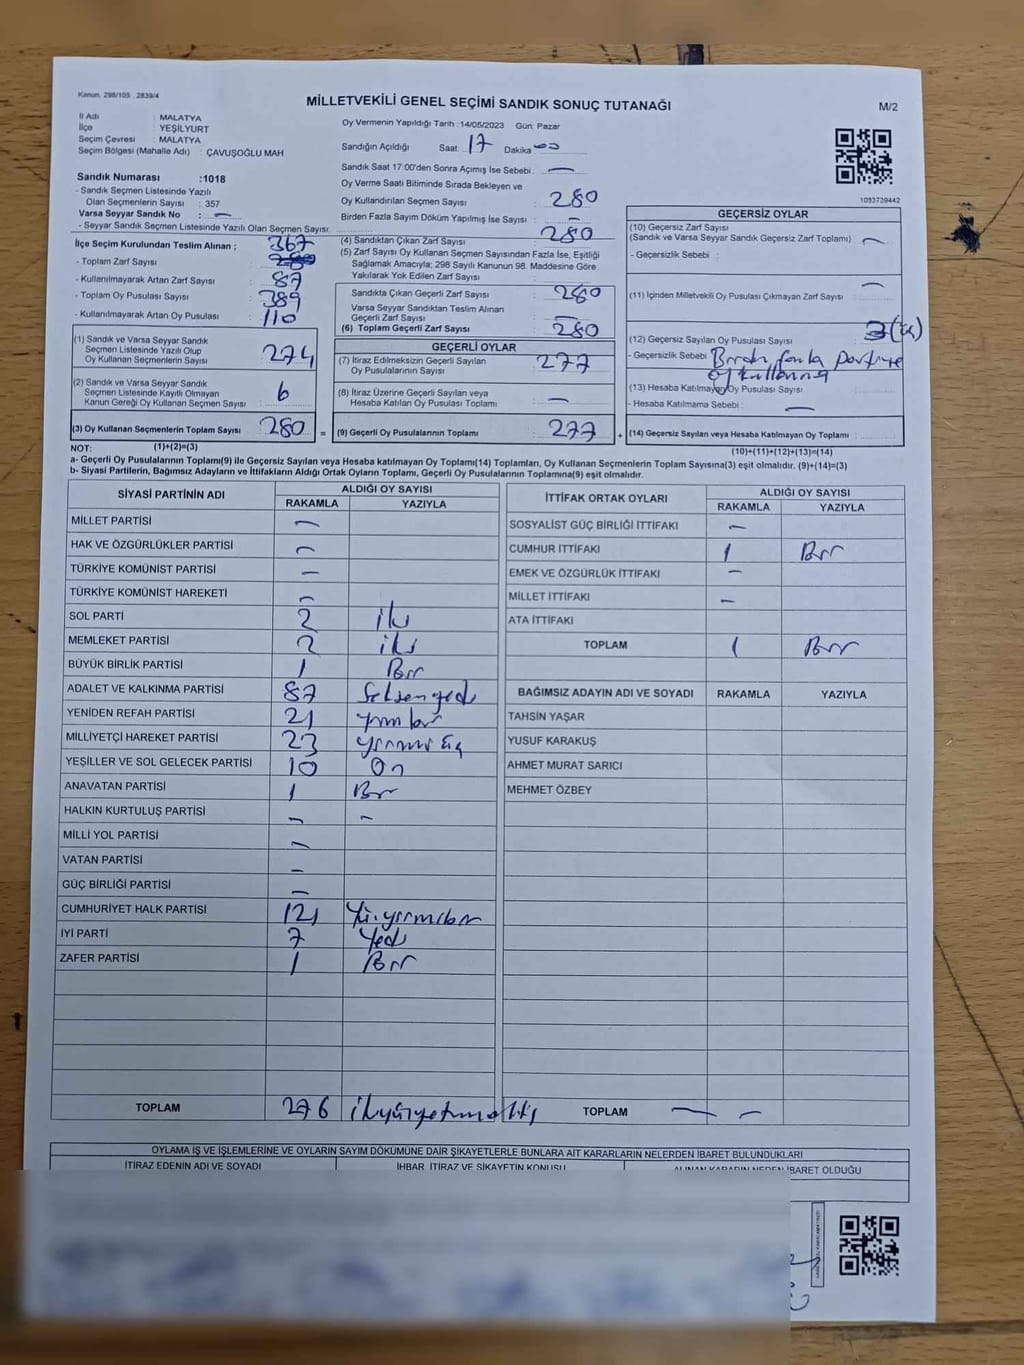 Kanun, 298/105 , 2839/4
MİLLETVEKİLİ GENEL SEÇİMİ SANDIK SONUÇ TUTANAĞI
M/2
İl Adı : MALATYA
İlçe : YEŞİLYURT
Seçim Çevresi : MALATYA
Seçim Bölgesi (Mahalle Adı) : ÇAVUŞOĞLU MAH
Sandık Numarası :1018
- Sandık Seçmen Listesinde Yazılı
Olan Seçmenlerin Sayısı : 357
Varsa Seyyar Sandık No : —
- Seyyar Sandık Seçmen Listesinde Yazılı Olan Seçmen Sayısı
Oy Vermenin Yapıldığı Tarih :14/05/2023 Gün: Pazar
Sandığın Açıldığı Saat: 17 Dakika 00
Sandık Saat 17:00'den Sonra Açımış İse Sebebi : —
Oy Verme Saati Bitiminde Sırada Bekleyen ve
Oy Kullandırılan Seçmen Sayısı 280
Birden Fazla Sayım Döküm Yapılmış İse Sayısı : —
1083739442
İlçe Seçim Kurulundan Teslim Alınan ; 367
- Toplam Zarf Sayısı
- Kullanılmayarak Artan Zarf Sayısı : 87
- Toplam Oy Pusulası Sayısı : 389
- Kullanılmayarak Artan Oy Pusulası : 110
(1) Sandık ve Varsa Seyyar Sandık
Seçmen Listesinde Yazılı Olup
Oy Kullanan Seçmenlerin Sayısı 274
(2) Sandık ve Varsa Seyyar Sandık
Seçmen Listesinde Kayıtlı Olmayan
Kanun Gereği Oy Kullanan Seçmen Sayısı 6
(3) Oy Kullanan Seçmenlerin Toplam Sayısı 280
(1)+(2)=(3)
(4) Sandıktan Çıkan Zarf Sayısı 280
(5) Zarf Sayısı Oy Kullanan Seçmen Sayısından Fazla İse, Eşitliği
Sağlamak Amacıyla; 298 Sayılı Kanunun 98. Maddesine Göre
Yakılarak Yok Edilen Zarf Sayısı
Sandıkta Çıkan Geçerli Zarf Sayısı 280
Varsa Seyyar Sandıktan Teslim Alınan
Geçerli Zarf Sayısı : —
(6) Toplam Geçerli Zarf Sayısı 280
GEÇERLİ OYLAR
(7) İtiraz Edilmeksizin Geçerli Sayılan
Oy Pusulalarının Sayısı 277
(8) İtiraz Üzerine Geçerli Sayılan veya
Hesaba Katılan Oy Pusulası Toplamı —
= (9) Geçerli Oy Pusulalarının Toplamı 277 +
GEÇERSİZ OYLAR
(10) Geçersiz Zarf Sayısı
(Sandık ve Varsa Seyyar Sandık Geçersiz Zarf Toplamı) —
- Geçersizlik Sebebi :
(11) İçinden Milletvekili Oy Pusulası Çıkmayan Zarf Sayısı : —
(12) Geçersiz Sayılan Oy Pusulası Sayısı 3 (üç)
- Geçersizlik Sebebi Birden fazla partiye
oy kullanma
(13) Hesaba Katılmayan Oy Pusulası Sayısı
- Hesaba Katılmama Sebebi : —
(14) Geçersiz Sayılan veya Hesaba Katılmayan Oy Toplamı :
(10)+(11)+(12)+(13)=(14)
NOT:
a- Geçerli Oy Pusulalarının Toplamı(9) ile Geçersiz Sayılan veya Hesaba katılmayan Oy Toplamı(14) Toplamları, Oy Kullanan Seçmenlerin Toplam Sayısına(3) eşit olmalıdır. (9)+(14)=(3)
b- Siyasi Partilerin, Bağımsız Adayların ve İttifakların Aldığı Ortak Oyların Toplamı, Geçerli Oy Pusulalarının Toplamına(9) eşit olmalıdır.
SİYASİ PARTİNİN ADI ALDIĞI OY SAYISI
RAKAMLA YAZIYLA
MİLLET PARTİSİ —
HAK VE ÖZGÜRLÜKLER PARTİSİ —
TÜRKİYE KOMÜNİST PARTİSİ —
TÜRKİYE KOMÜNİST HAREKETİ —
SOL PARTİ 2 iki
MEMLEKET PARTİSİ 2 iki
BÜYÜK BİRLİK PARTİSİ 1 Bir
ADALET VE KALKINMA PARTİSİ 87 Seksenyedi
YENİDEN REFAH PARTİSİ 21 yirmi bir
MİLLİYETÇİ HAREKET PARTİSİ 23 yirmi üç
YEŞİLLER VE SOL GELECEK PARTİSİ 10 On
ANAVATAN PARTİSİ 1 Bir
HALKIN KURTULUŞ PARTİSİ — —
MİLLİ YOL PARTİSİ —
VATAN PARTİSİ —
GÜÇ BİRLİĞİ PARTİSİ —
CUMHURİYET HALK PARTİSİ 121 Yüzyirmibir
İYİ PARTİ 7 Yedi
ZAFER PARTİSİ 1 Bir
TOPLAM 276 ikiyüzyetmişaltı
İTTİFAK ORTAK OYLARI ALDIĞI OY SAYISI
RAKAMLA YAZIYLA
SOSYALİST GÜÇ BİRLİĞİ İTTİFAKI —
CUMHUR İTTİFAKI 1 Bir
EMEK VE ÖZGÜRLÜK İTTİFAKI —
MİLLET İTTİFAKI —
ATA İTTİFAKI
TOPLAM 1 Bir
BAĞIMSIZ ADAYIN ADI VE SOYADI RAKAMLA YAZIYLA
TAHSİN YAŞAR
YUSUF KARAKUŞ
AHMET MURAT SARICI
MEHMET ÖZBEY
TOPLAM — —
OYLAMA İŞ VE İŞLEMLERİNE VE OYLARIN SAYIM DÖKÜMÜNE DAİR ŞİKAYETLERLE BUNLARA AİT KARARLARIN NELERDEN İBARET BULUNDUKLARI
İTİRAZ EDENİN ADI VE SOYADI İHBAR, İTİRAZ VE ŞİKAYETİN KONUSU ALINAN KARARIN NEDEN İBARET OLDUĞU